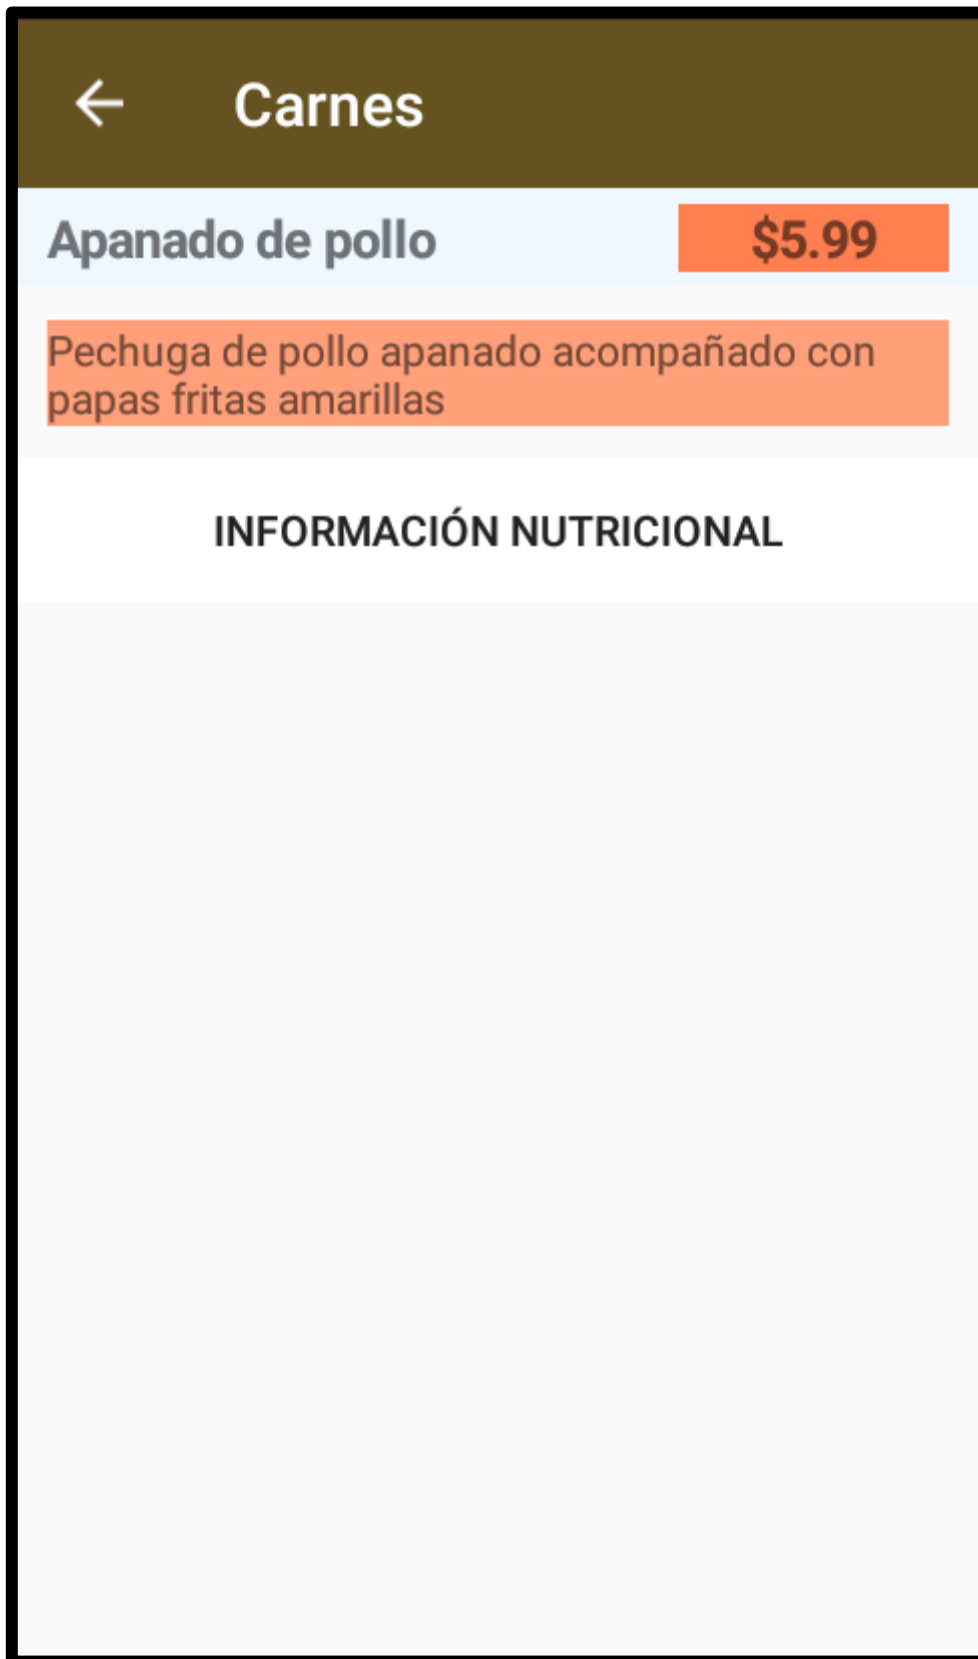 Carnes
Apanado de pollo $5.99
Pechuga de pollo apanado acompañado con
papas fritas amarillas
INFORMACIÓN NUTRICIONAL